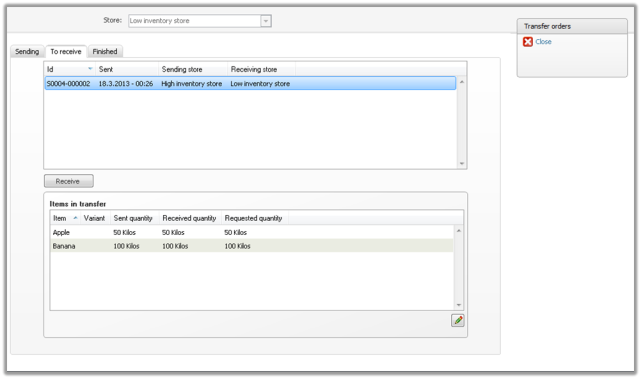 Store: Low inventory store
Transfer orders
Close
Sending To receive Finished
Id Sent Sending store Receiving store
S0004-000002 18.3.2013 - 00:26 High inventory store Low inventory store
Receive
Items in transfer
Item Variant Sent quantity Received quantity Requested quantity
Apple 50 Kilos 50 Kilos 50 Kilos
Banana 100 Kilos 100 Kilos 100 Kilos